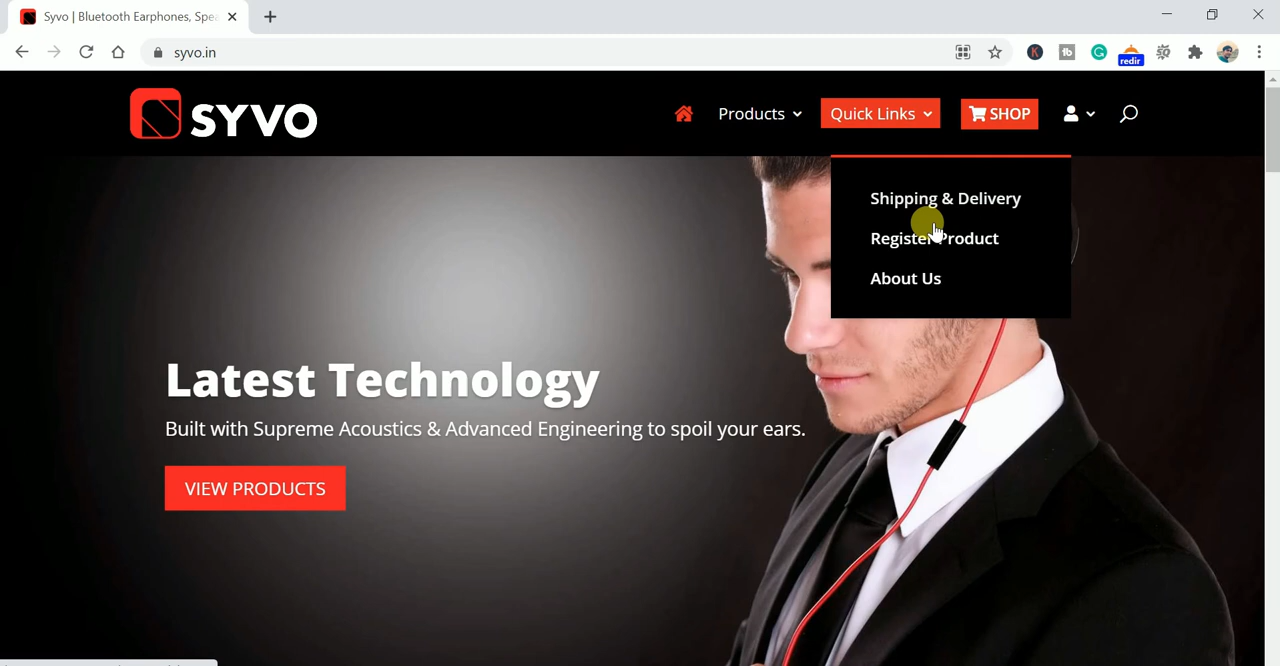 Syvo | Bluetooth Earphones, Spea
syvo.in
redir
SYVO
Products
Quick Links
SHOP
Shipping & Delivery
Register Product
About Us
Latest Technology
Built with Supreme Acoustics & Advanced Engineering to spoil your ears.
VIEW PRODUCTS